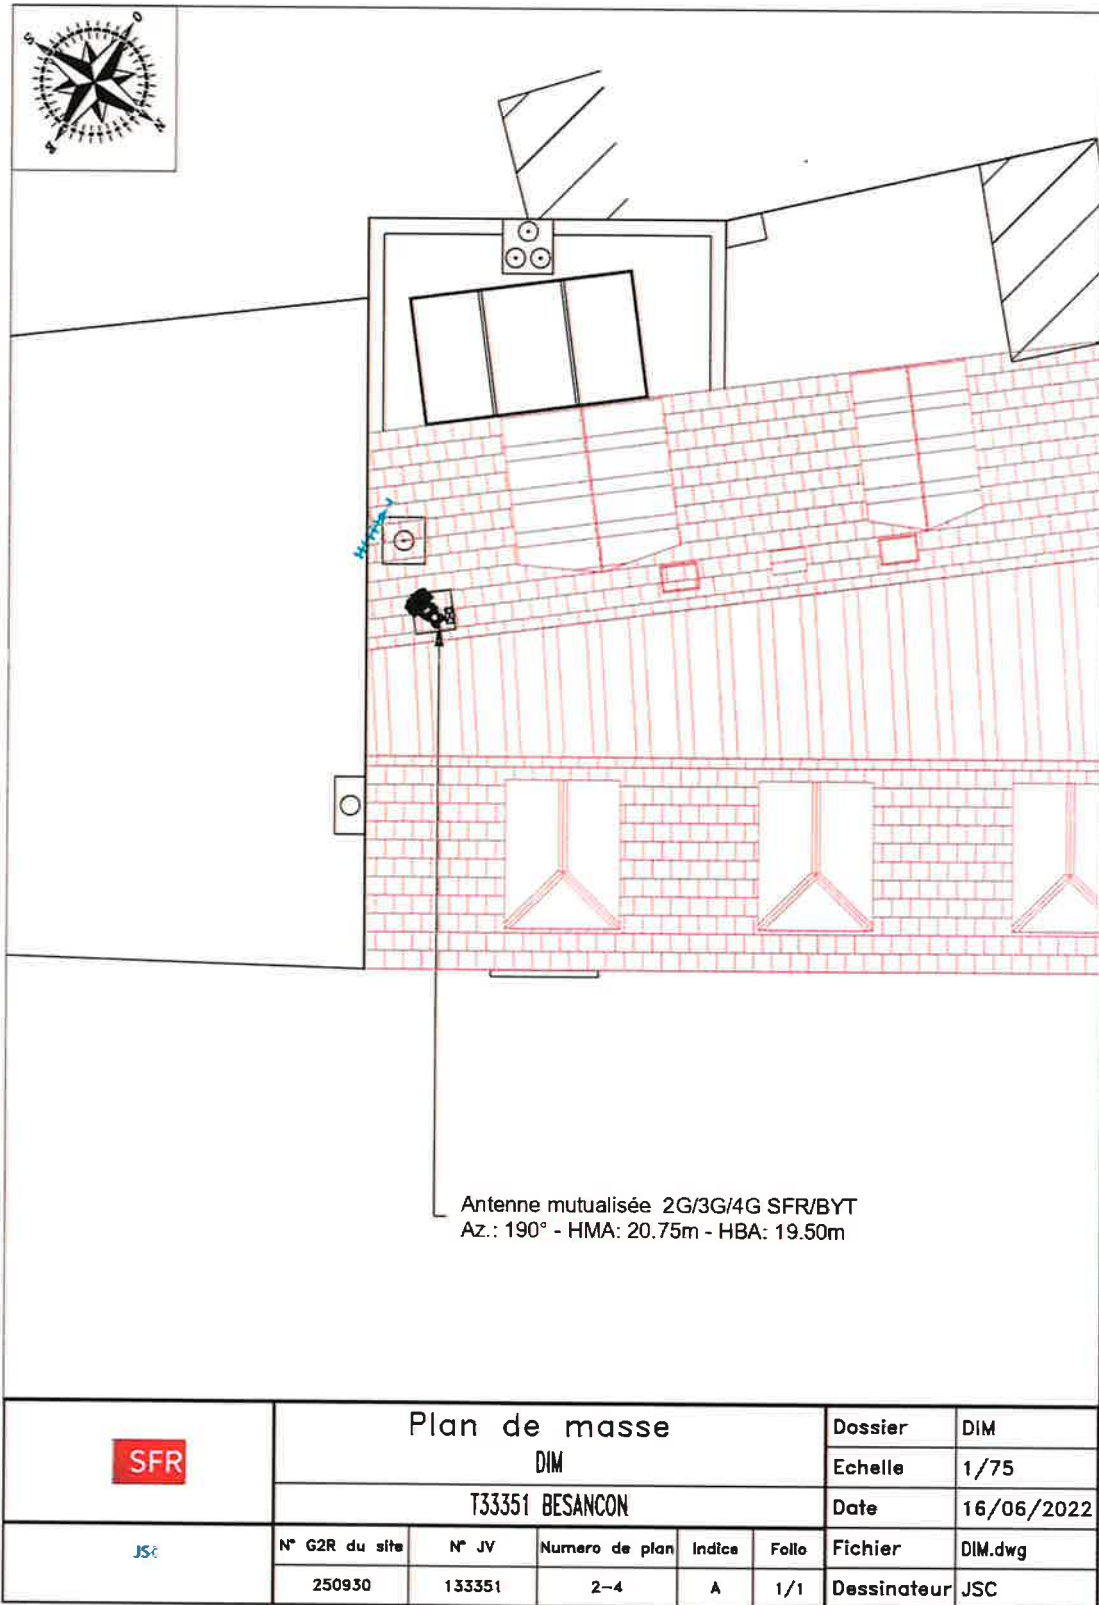 S
O
N
Antenne mutualisée 2G/3G/4G SFR/BYT
Az.: 190° - HMA: 20.75m - HBA: 19.50m
SFR
Plan de masse
DIM
T33351 BESANCON
Dossier DIM
Echelle 1/75
Date 16/06/2022
JSC
N° G2R du site N° JV Numero de plan Indice Folio
250930 133351 2-4 A 1/1
Fichier DIM.dwg
Dessinateur JSC